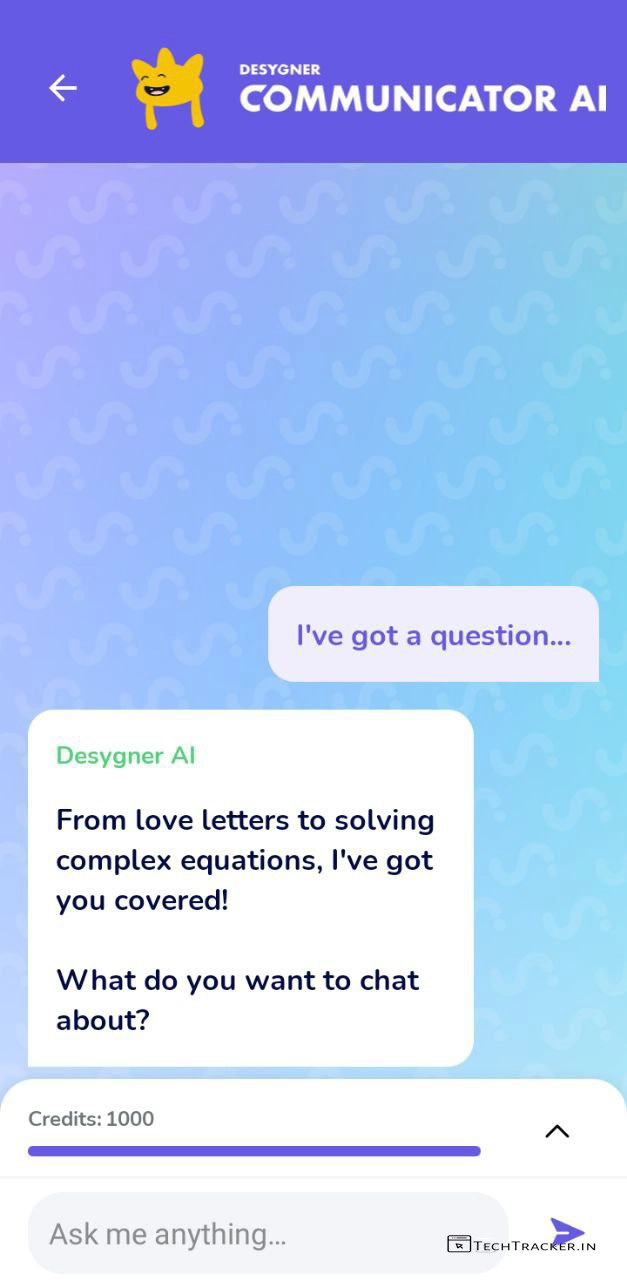 DESYGNER
COMMUNICATOR AI
I've got a question...
Desygner AI
From love letters to solving
complex equations, I've got
you covered!
What do you want to chat
about?
Credits: 1000
Ask me anything...
TECHTRACKER.IN